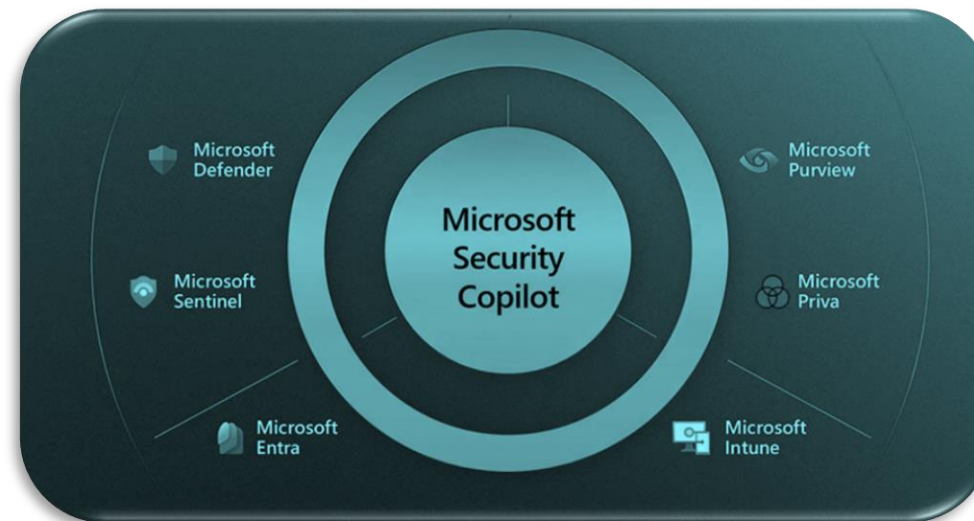 Microsoft
Defender
Microsoft
Sentinel
Microsoft
Entra
Microsoft
Security
Copilot
Microsoft
Purview
Microsoft
Priva
Microsoft
Intune